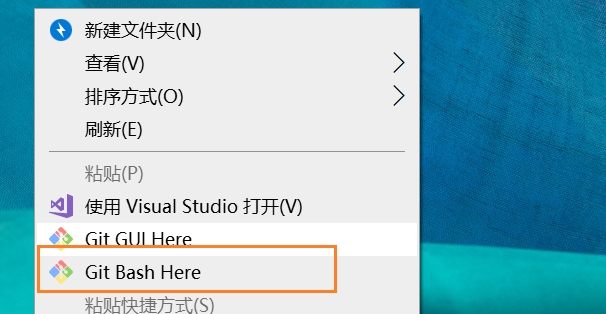 新建文件夹(N)
查看(V)
排序方式(O)
刷新(E)
粘贴(P)
使用 Visual Studio 打开(V)
Git GUI Here
Git Bash Here
粘贴快捷方式(S)